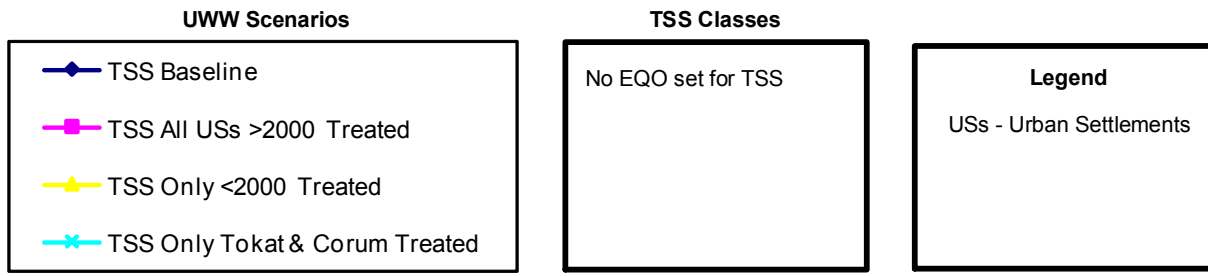 UWW Scenarios
TSS Baseline
TSS All USs >2000 Treated
TSS Only <2000 Treated
TSS Only Tokat & Corum Treated
TSS Classes
No EQO set for TSS
Legend
USs - Urban Settlements